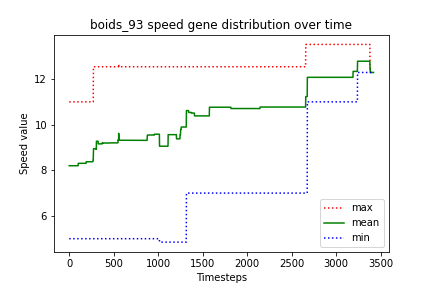 boids_93 speed gene distribution over time
Speed value
12
10
8
6
max
mean
min
0 500 1000 1500 2000 2500 3000 3500
Timesteps